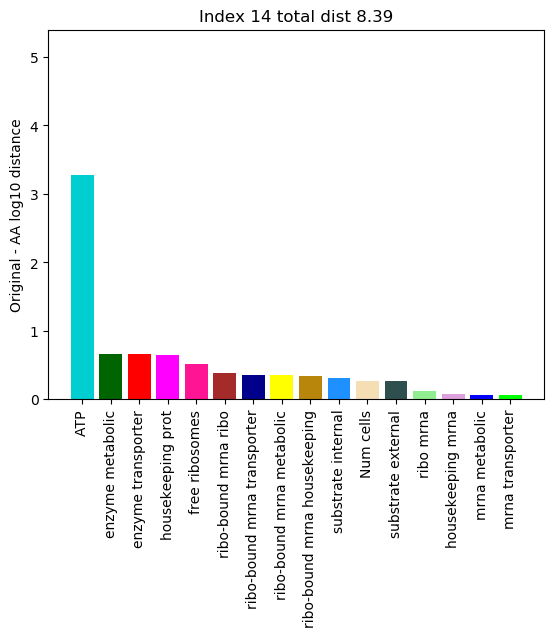 Index 14 total dist 8.39
Original - AA log10 distance
5
4
3
2
1
0
ATP
enzyme metabolic
enzyme transporter
housekeeping prot
free ribosomes
ribo-bound mrna ribo
ribo-bound mrna transporter
ribo-bound mrna metabolic
ribo-bound mrna housekeeping
substrate internal
Num cells
substrate external
ribo mrna
housekeeping mrna
mrna metabolic
mrna transporter